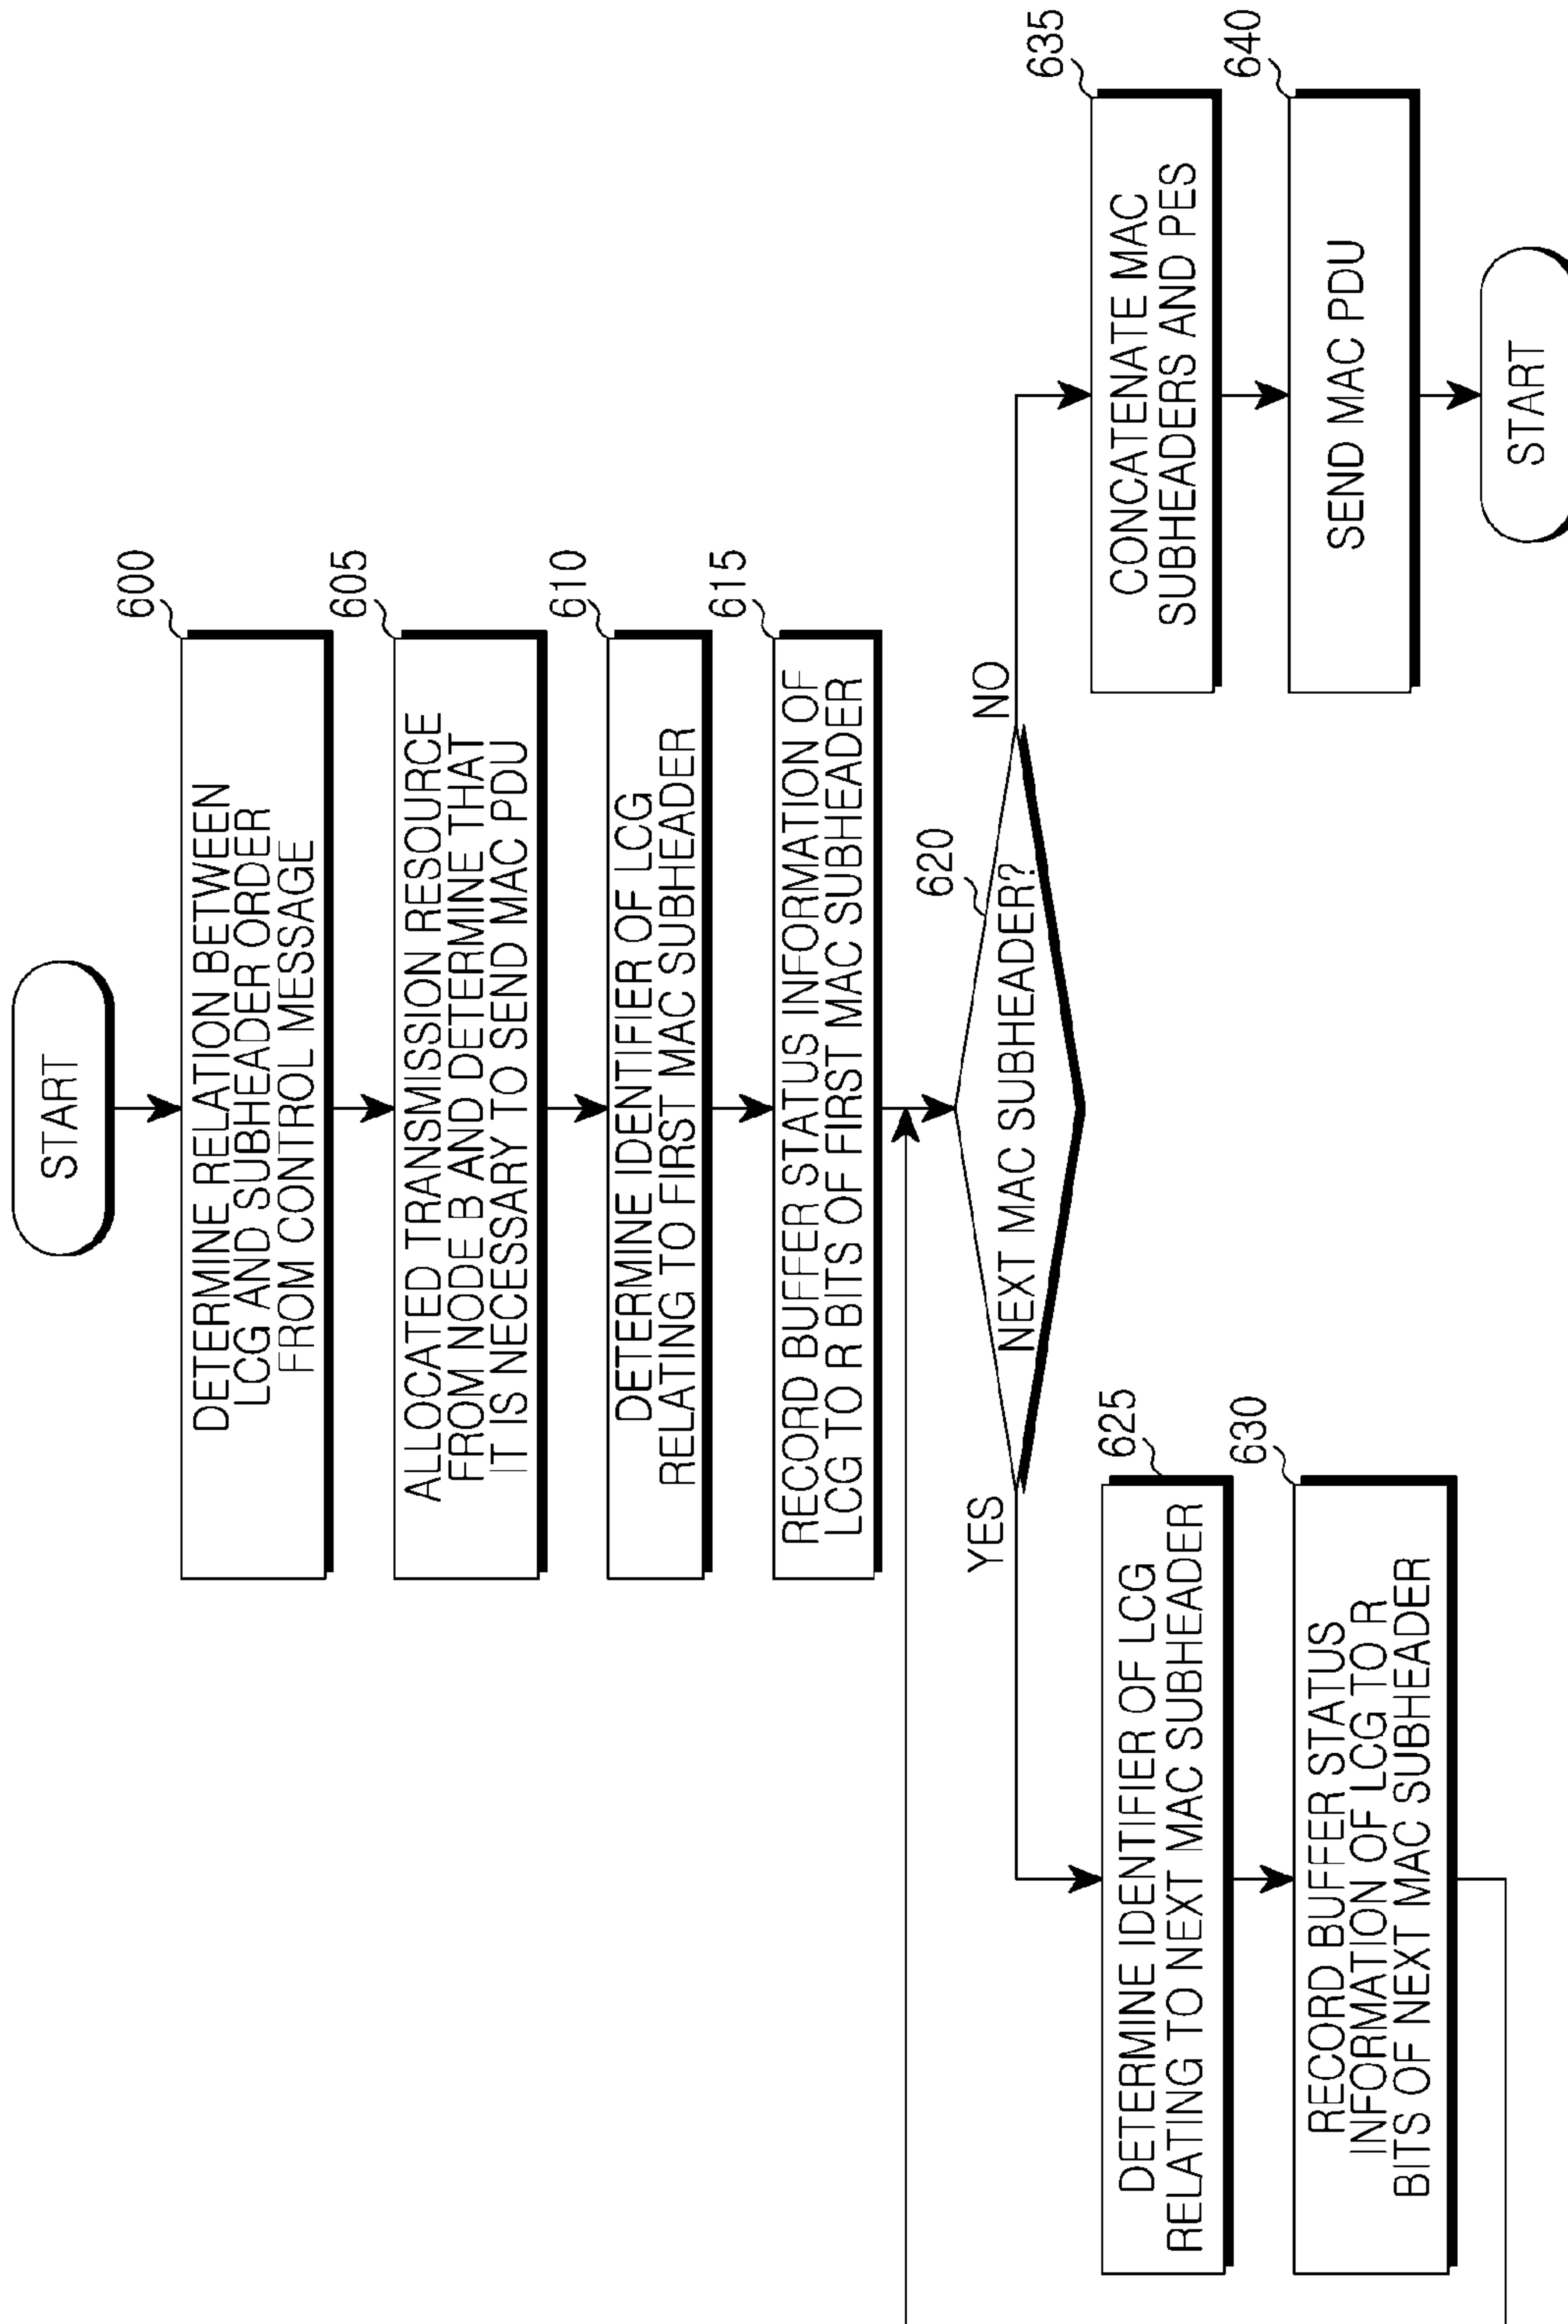 START
600
DETERMINE RELATION BETWEEN
LCG AND SUBHEADER ORDER
FROM CONTROL MESSAGE
605
ALLOCATED TRANSMISSION RESOURCE
FROM NODE B AND DETERMINE THAT
IT IS NECESSARY TO SEND MAC PDU
610
DETERMINE IDENTIFIER OF LCG
RELATING TO FIRST MAC SUBHEADER
615
RECORD BUFFER STATUS INFORMATION OF
LCG TO R BITS OF FIRST MAC SUBHEADER
620
NEXT MAC SUBHEADER?
YES
NO
625
DETERMINE IDENTIFIER OF LCG
RELATING TO NEXT MAC SUBHEADER
630
RECORD BUFFER STATUS
INFORMATION OF LCG TO R
BITS OF NEXT MAC SUBHEADER
635
CONCATENATE MAC
SUBHEADERS AND PES
640
SEND MAC PDU
START